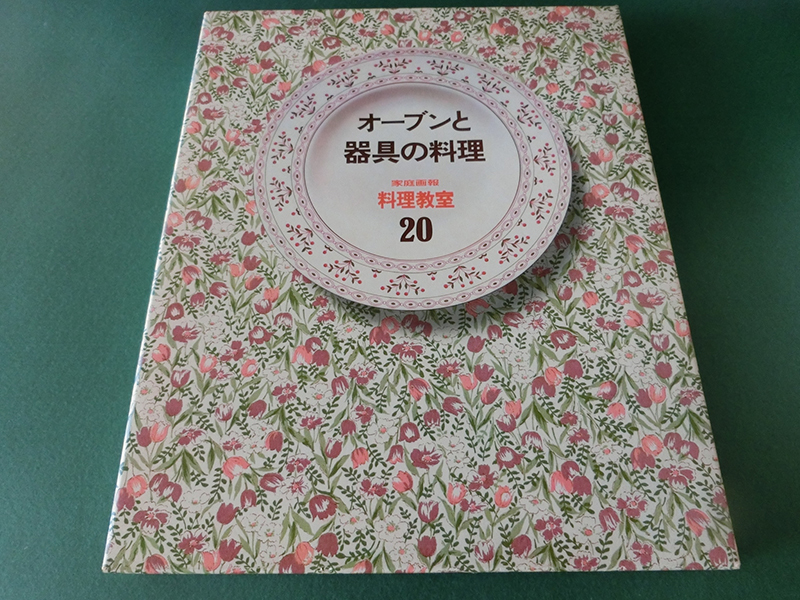 オーブンと
器具の料理
家庭画報
料理教室
20